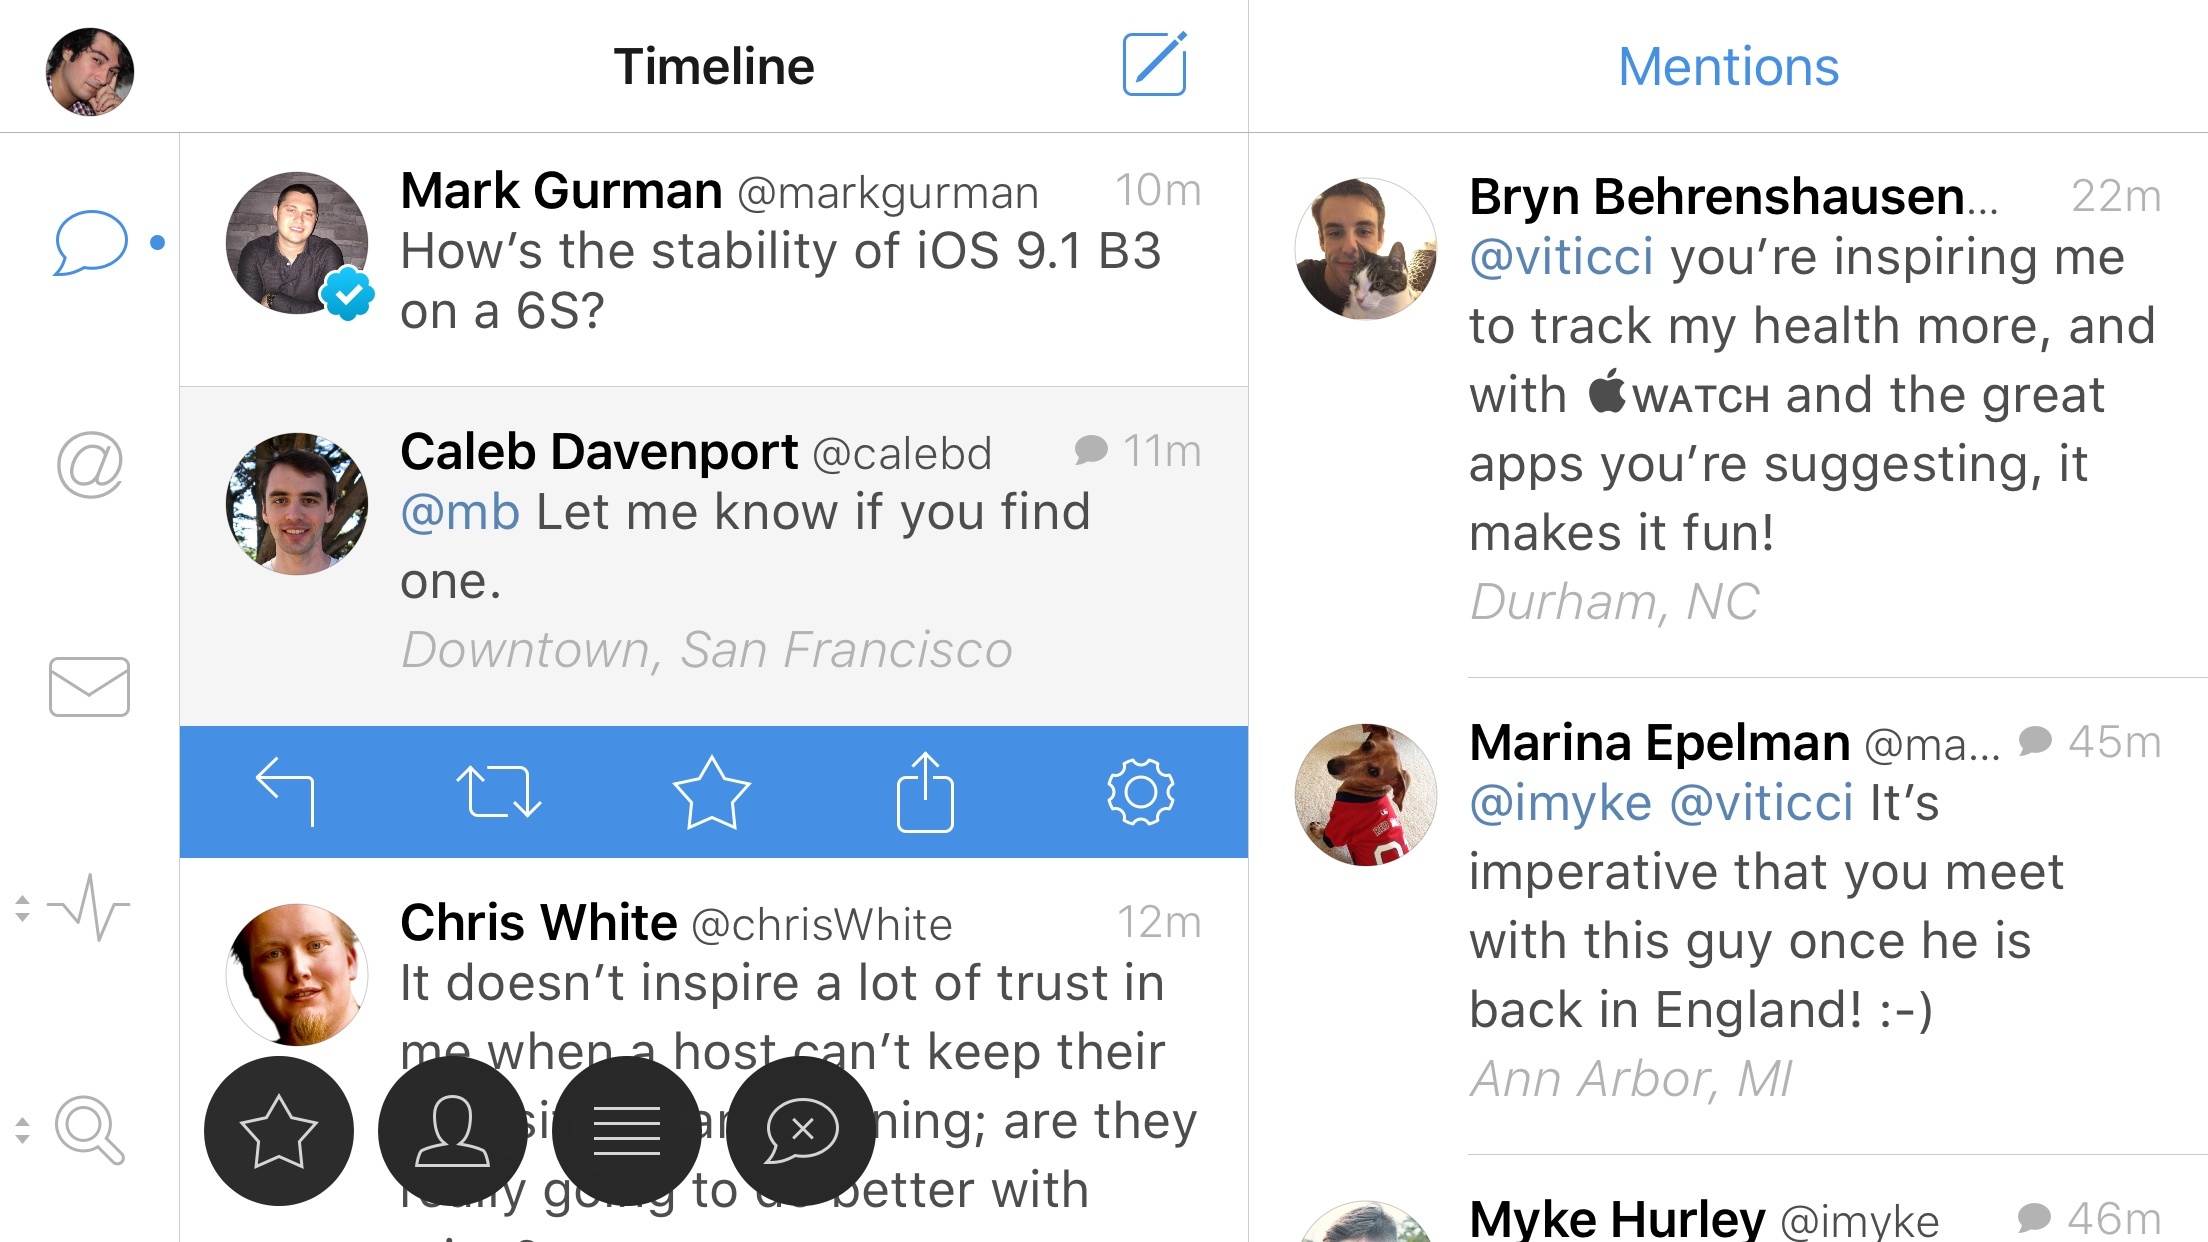 Timeline
Mark Gurman @markgurman 10m
How’s the stability of iOS 9.1 B3
on a 6S?
Caleb Davenport @calebd 11m
@mb Let me know if you find
one.
Downtown, San Francisco
Chris White @chrisWhite 12m
It doesn’t inspire a lot of trust in
me when a host can’t keep their
are they
to better with
Mentions
Bryn Behrenshausen... 22m
@viticci you’re inspiring me
to track my health more, and
with WATCH and the great
apps you’re suggesting, it
makes it fun!
Durham, NC
Marina Epelman @ma... 45m
@imyke @viticci It’s
imperative that you meet
with this guy once he is
back in England! :-)
Ann Arbor, MI
Myke Hurley @imyke 46m